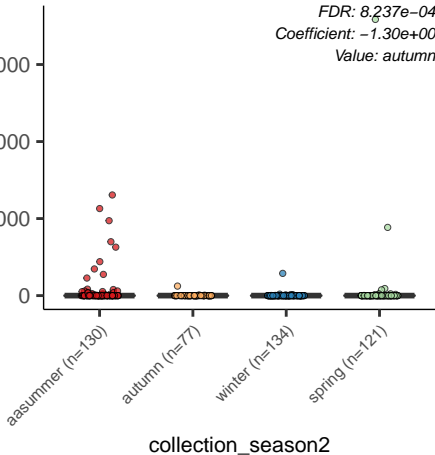 FDR: 8.237e−04
Coefficient: −1.30e+00
Value: autumn
000
000
000
0
aasummer (n=130)
autumn (n=77)
winter (n=134)
spring (n=121)
collection_season2